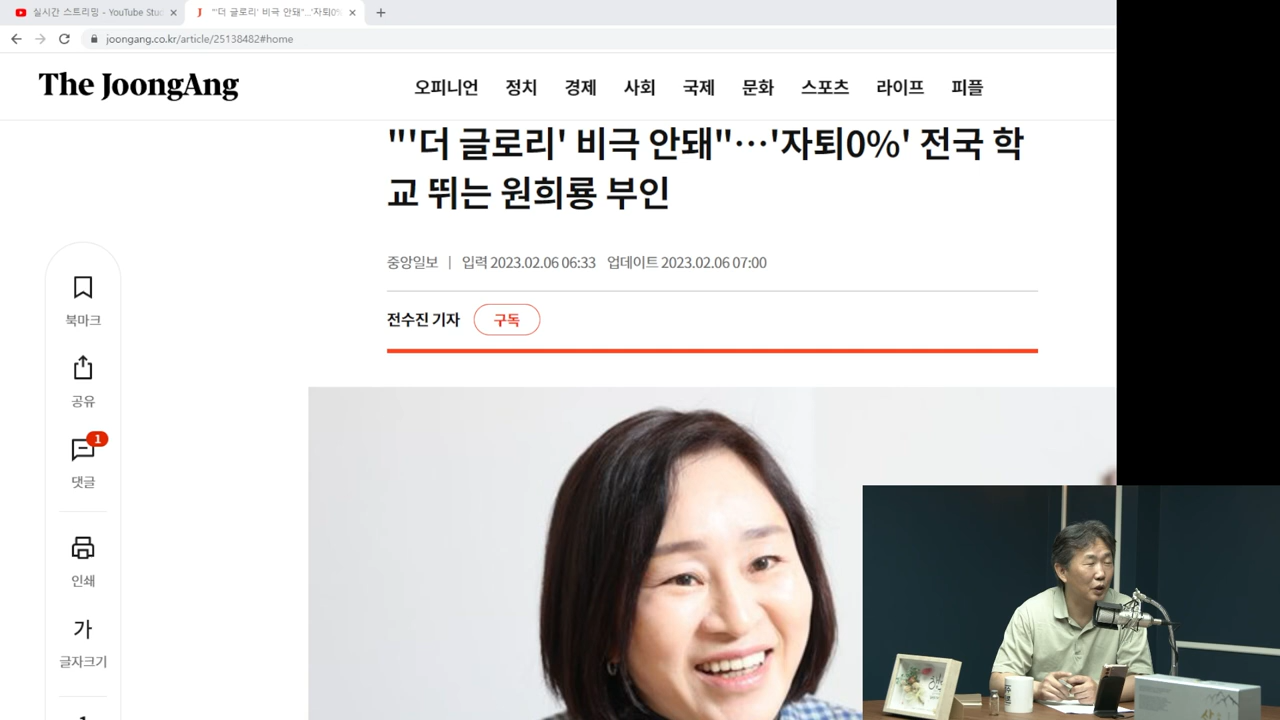 실시간 스트리밍 - YouTube Stu
"'더 글로리' 비극 안돼"...'자퇴0%
joongang.co.kr/article/25138482#home
The JoongAng
오피니언 정치 경제 사회 국제 문화 스포츠 라이프 피플
"'더 글로리' 비극 안돼"…'자퇴0%' 전국 학
교 뛰는 원희룡 부인
중앙일보 | 입력 2023.02.06 06:33 업데이트 2023.02.06 07:00
전수진 기자 구독
북마크
공유
1
댓글
인쇄
가
글자크기